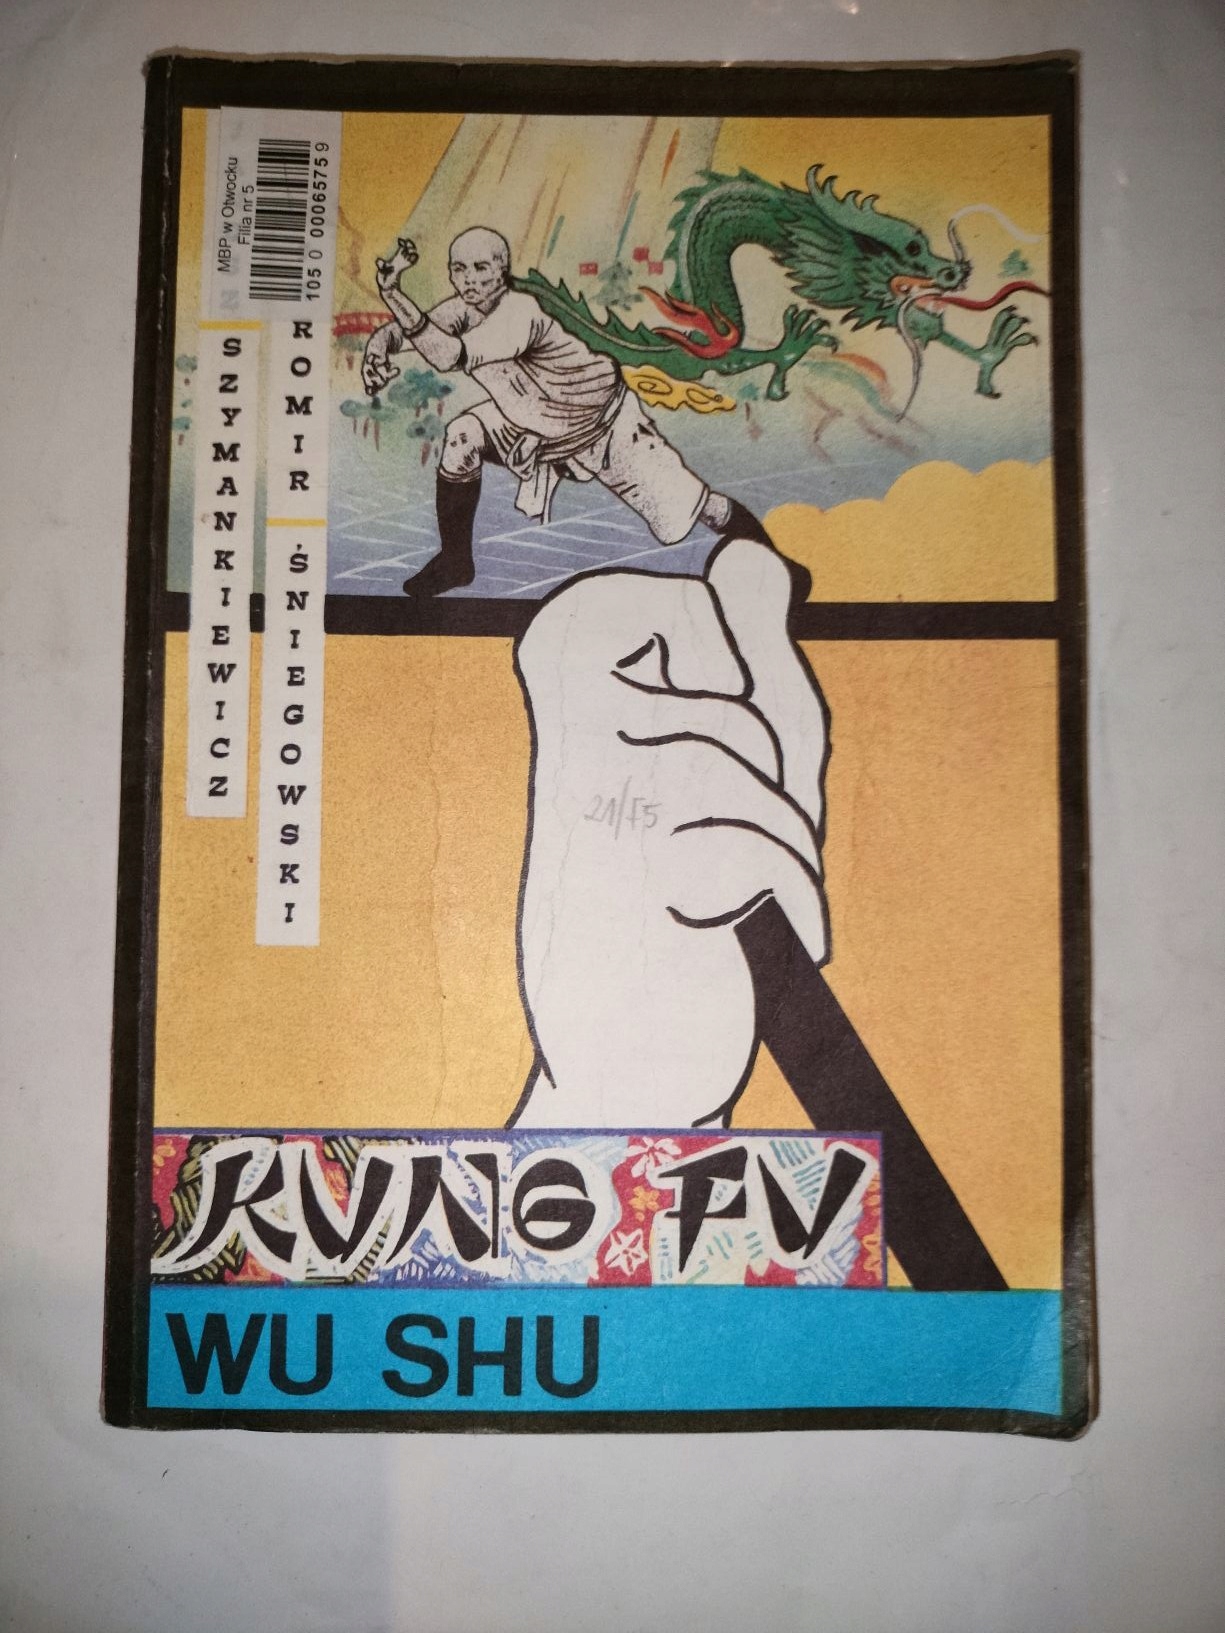 MBP w Otwocku
Filia nr 5
105 0 00065759
SZYMANKIEWICZ
ROMIR ŚNIEGOWSKI
21/F5
KUNG FU
WU SHU